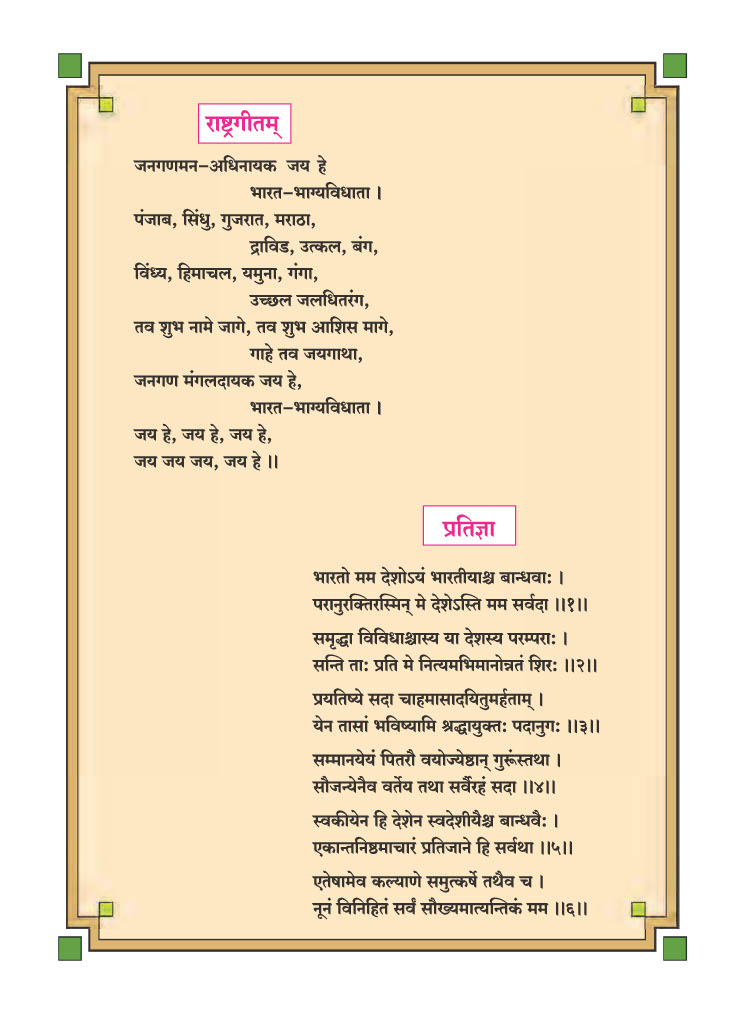 राष्ट्रगीतम्
जनगणमन–अधिनायक जय हे
भारत–भाग्यविधाता ।
पंजाब, सिंधु, गुजरात, मराठा,
द्राविड, उत्कल, बंग,
विंध्य, हिमाचल, यमुना, गंगा,
उच्छल जलधितरंग,
तव शुभ नामे जागे, तव शुभ आशिस मागे,
गाहे तव जयगाथा,
जनगण मंगलदायक जय हे,
भारत–भाग्यविधाता ।
जय हे, जय हे, जय हे,
जय जय जय, जय हे ।।
प्रतिज्ञा
भारतो मम देशोऽयं भारतीयाश्च बान्धवाः ।
परानुरक्तिरस्मिन् मे देशेऽस्ति मम सर्वदा ।।१।।
समृद्धा विविधाश्चास्य या देशस्य परम्पराः ।
सन्ति ताः प्रति मे नित्यमभिमानोन्नतं शिरः ।।२।।
प्रयतिष्ये सदा चाहमासादयितुमर्हताम् ।
येन तासां भविष्यामि श्रद्धायुक्तः पदानुगः ।।३।।
सम्मानयेयं पितरौ वयोज्येष्ठान् गुरूंस्तथा ।
सौजन्येनैव वर्तेय तथा सर्वैरहं सदा ।।४।।
स्वकीयेन हि देशेन स्वदेशीयैश्च बान्धवैः ।
एकान्तनिष्ठमाचारं प्रतिजाने हि सर्वथा ।।५।।
एतेषामेव कल्याणे समुत्कर्षे तथैव च ।
नूनं विनिहितं सर्वं सौख्यमात्यन्तिकं मम ।।६।।